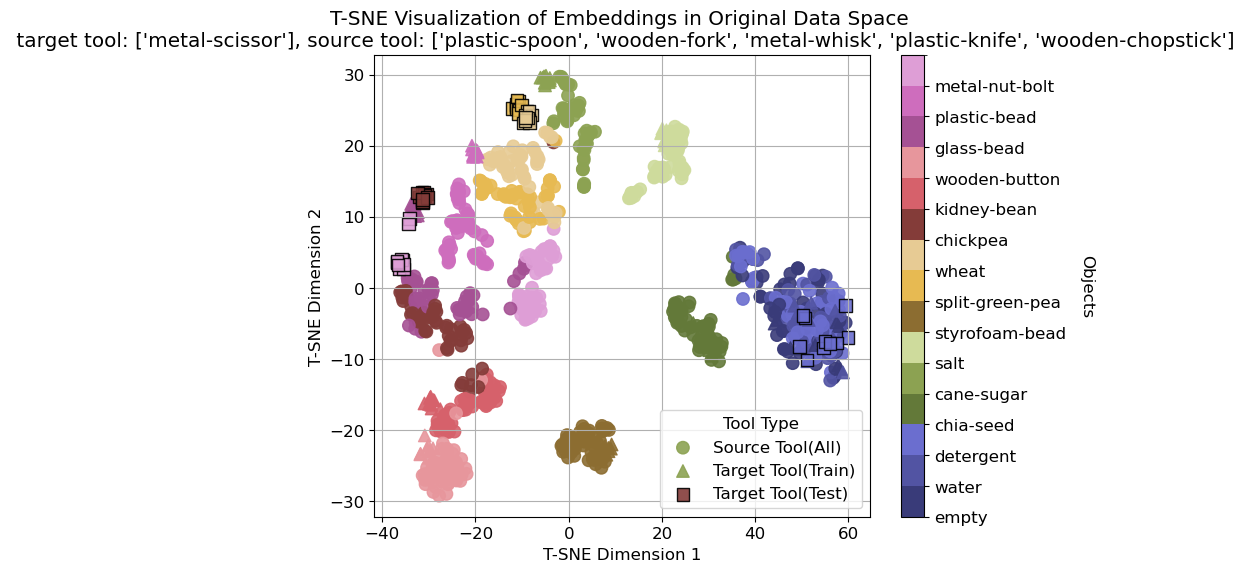 T-SNE Visualization of Embeddings in Original Data Space
target tool: ['metal-scissor'], source tool: ['plastic-spoon', 'wooden-fork', 'metal-whisk', 'plastic-knife', 'wooden-chopstick']
30
20
10
0
−10
−20
−30
T-SNE Dimension 2
−40
−20
0
20
40
60
T-SNE Dimension 1
Tool Type
Source Tool(All)
Target Tool(Train)
Target Tool(Test)
metal-nut-bolt
plastic-bead
glass-bead
wooden-button
kidney-bean
chickpea
wheat
split-green-pea
styrofoam-bead
salt
cane-sugar
chia-seed
detergent
water
empty
Objects